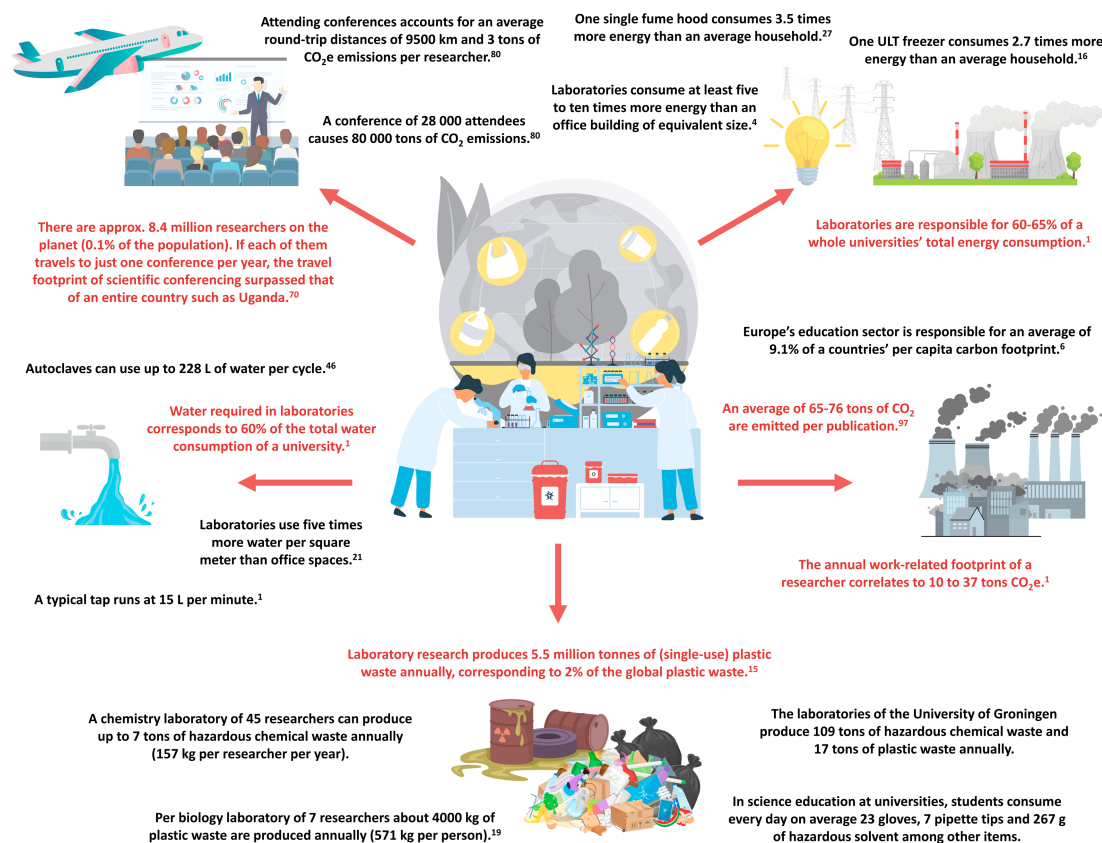 Attending conferences accounts for an average
round-trip distances of 9500 km and 3 tons of
CO₂e emissions per researcher.⁸⁰
A conference of 28 000 attendees
causes 80 000 tons of CO₂ emissions.⁸⁰
One single fume hood consumes 3.5 times
more energy than an average household.²⁷
One ULT freezer consumes 2.7 times more
energy than an average household.¹⁶
Laboratories consume at least five
to ten times more energy than an
office building of equivalent size.⁴
There are approx. 8.4 million researchers on the
planet (0.1% of the population). If each of them
travels to just one conference per year, the travel
footprint of scientific conferencing surpassed that
of an entire country such as Uganda.⁷⁰
Laboratories are responsible for 60-65% of a
whole universities’ total energy consumption.¹
Europe’s education sector is responsible for an average of
9.1% of a countries’ per capita carbon footprint.⁶
Autoclaves can use up to 228 L of water per cycle.⁴⁶
Water required in laboratories
corresponds to 60% of the total water
consumption of a university.¹
An average of 65-76 tons of CO₂
are emitted per publication.⁹⁷
Laboratories use five times
more water per square
meter than office spaces.²¹
A typical tap runs at 15 L per minute.¹
The annual work-related footprint of a
researcher correlates to 10 to 37 tons CO₂e.¹
Laboratory research produces 5.5 million tonnes of (single-use) plastic
waste annually, corresponding to 2% of the global plastic waste.¹⁵
A chemistry laboratory of 45 researchers can produce
up to 7 tons of hazardous chemical waste annually
(157 kg per researcher per year).
The laboratories of the University of Groningen
produce 109 tons of hazardous chemical waste and
17 tons of plastic waste annually.
Per biology laboratory of 7 researchers about 4000 kg of
plastic waste are produced annually (571 kg per person).¹⁹
In science education at universities, students consume
every day on average 23 gloves, 7 pipette tips and 267 g
of hazardous solvent among other items.